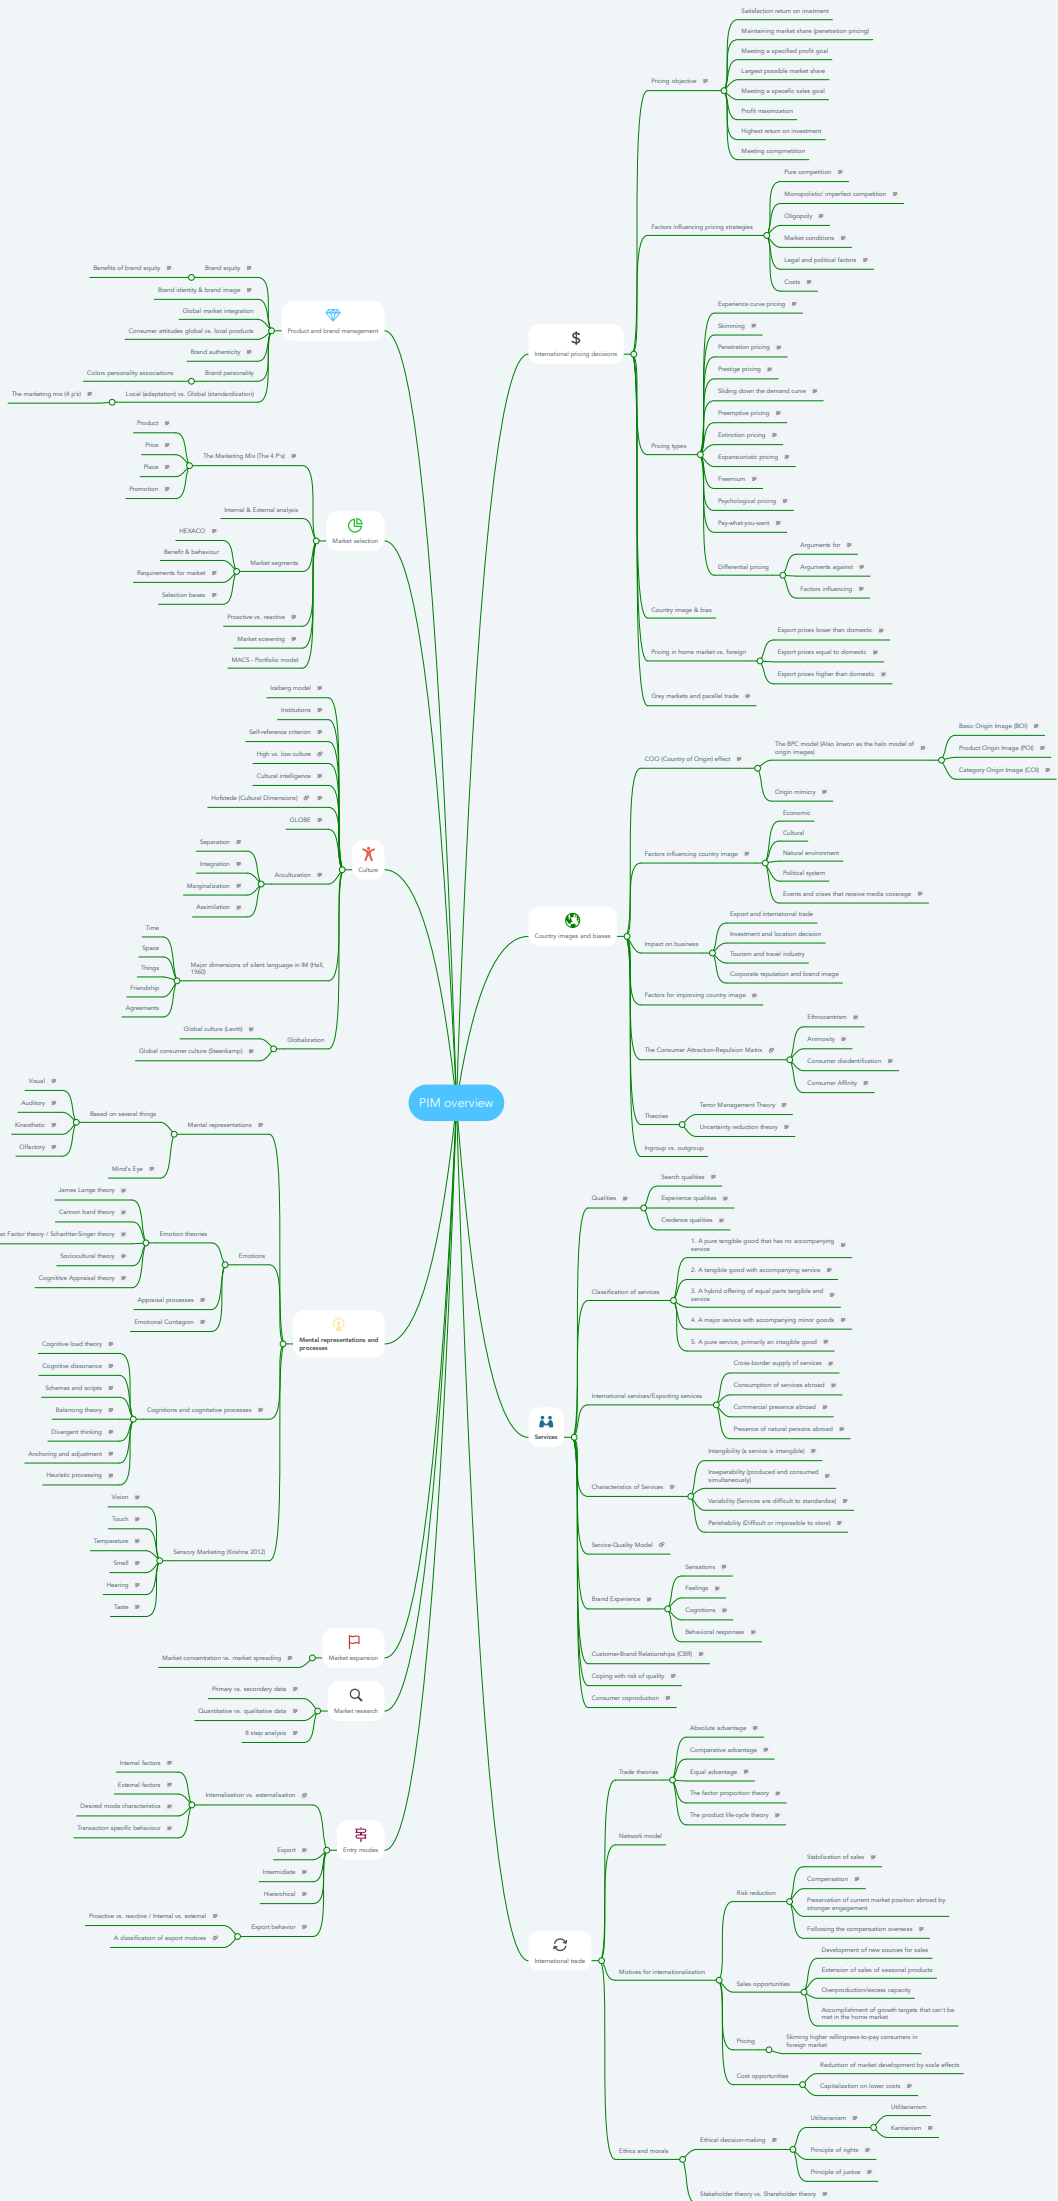 PIM overview
International pricing decisions
Pricing objective
Satisfaction return on invstment
Maintaining market share (penetration pricing)
Meeting a specified profit goal
Largest possible market share
Meeting a specefic sales goal
Profit maximization
Highest return on investment
Meeting compmetition
Factors influencing pricing strategies
Pure competition
Monopolistic/ imperfect competition
Oligopoly
Market conditions
Legal and political factors
Costs
Pricing types
Experience curve pricing
Skimming
Penetration pricing
Prestige pricing
Sliding down the demand curve
Preemptive pricing
Extinction pricing
Expansionistic pricing
Freemium
Psychological pricing
Pay-what-you-want
Differential pricing
Arguments for
Arguments against
Factors influencing
Country image & bias
Pricing in home market vs. foreign
Export prices lower than domestic
Export prices equal to domestic
Export prices higher than domestic
Grey markets and parallel trade
Country images and biases
COO (Country of Origin) effect
The BPC model (Also knwon as the halo model of
origin images)
Basic Origin Image (BOI)
Product Origin Image (POI)
Category Origin Image (COI)
Origin mimicry
Factors influencing country image
Economic
Cultural
Natural environment
Political system
Events and crises that receive media coverage
Impact on business
Export and international trade
Investment and location decision
Tourism and travel industry
Corporate reputation and brand image
Factors for improving country image
The Consumer Attraction-Repulsion Matrix
Ethnocentrism
Animosity
Consumer disidentification
Consumer Affinity
Theories
Terror Management Theory
Uncertainty reduction theory
Ingroup vs. outgroup
Services
Qualities
Search qualities
Experience qualities
Credence qualities
Classification of services
1. A pure tangible good that has no accompanying
service
2. A tangible good with accompanying service
3. A hybrid offering of equal parts tangible and
service
4. A major service with accompanying minor goods
5. A pure service, primarily an intagible good
International services/Exporting services
Cross-border supply of services
Consumption of services abroad
Commercial presence abroad
Presence of natural persons abroad
Characteristics of Services
Intangibility (a service is intangible)
Inseperability (produced and consumed
simultaneously)
Variability (Services are difficult to standardize)
Perishability (Difficult or impossible to store)
Service-Quality Model
Brand Experience
Sensations
Feelings
Cognitions
Behavioral responses
Customer-Brand Relationships (CBR)
Coping with risk of quality
Consumer coproduction
International trade
Trade theories
Absolute advantage
Comparative advantage
Equal advantage
The factor proportion theory
The product life-cycle theory
Network model
Motives for internationalization
Risk reduction
Stabilization of sales
Compensation
Preservation of current market position abroad by
stronger engagement
Following the compensation overseas
Sales opportunities
Development of new sources for sales
Extension of sales of seasonal products
Overproduction/excess capacity
Accomplishment of growth targets that can't be
met in the home market
Pricing
Skiming higher willingness-to-pay consumers in
foreign market
Cost opportunities
Reduction of market development by scale effects
Capitalization on lower costs
Ethics and morals
Ethical decision-making
Utilitarianism
Utilitarianism
Kantianism
Principle of rights
Principle of justice
Stakeholder theory vs. Shareholder theory
Product and brand management
Brand equity
Benefits of brand equity
Brand identity & brand image
Global market integration
Consumer attitudes global vs. local products
Brand authenticity
Brand personality
Colors personality associations
Local (adaptation) vs. Global (standardization)
The marketing mix (4 p's)
Market selection
The Marketing Mix (The 4 P's)
Product
Price
Place
Promotion
Internal & External analysis
Market segments
HEXACO
Benefit & behaviour
Requirements for market
Selection bases
Proactive vs. reactive
Market screening
MACS - Portfolio model
Culture
Iceberg model
Institutions
Self-reference criterion
High vs. low culture
Cultural intelligence
Hofstede (Cultural Dimensions)
GLOBE
Acculturation
Separation
Integration
Marginalization
Assimilation
Major dimensions of silent language in IM (Hall,
1960)
Time
Space
Things
Friendship
Agreements
Globalization
Global culture (Levitt)
Global consumer culture (Steenkamp)
Mental representations and
processes
Mental representations
Based on several things
Visual
Auditory
Kinesthetic
Olfactory
Mind's Eye
Emotions
Emotion theories
James Lange theory
Cannon bard theory
Factor theory / Schachter-Singer theory
Sociocultural theory
Cognitive Appraisal theory
Appraisal processes
Emotional Contagion
Cognitions and cognitative processes
Cognitive load theory
Cognitive dissonance
Schemas and scripts
Balancing theory
Divergent thinking
Anchoring and adjustment
Heuristic processing
Sensory Marketing (Krishna 2012)
Vision
Touch
Temperature
Smell
Hearing
Taste
Market expansion
Market concentration vs. market spreading
Market research
Primary vs. secondary data
Quantitative vs. qualitative data
8 step analysis
Entry modes
Internalisation vs. externalisation
Internal factors
External factors
Desired mode characteristics
Transaction specific behaviour
Export
Intermidiate
Hierarchical
Export behavior
Proactive vs. reactive / Internal vs. external
A classification of export motives